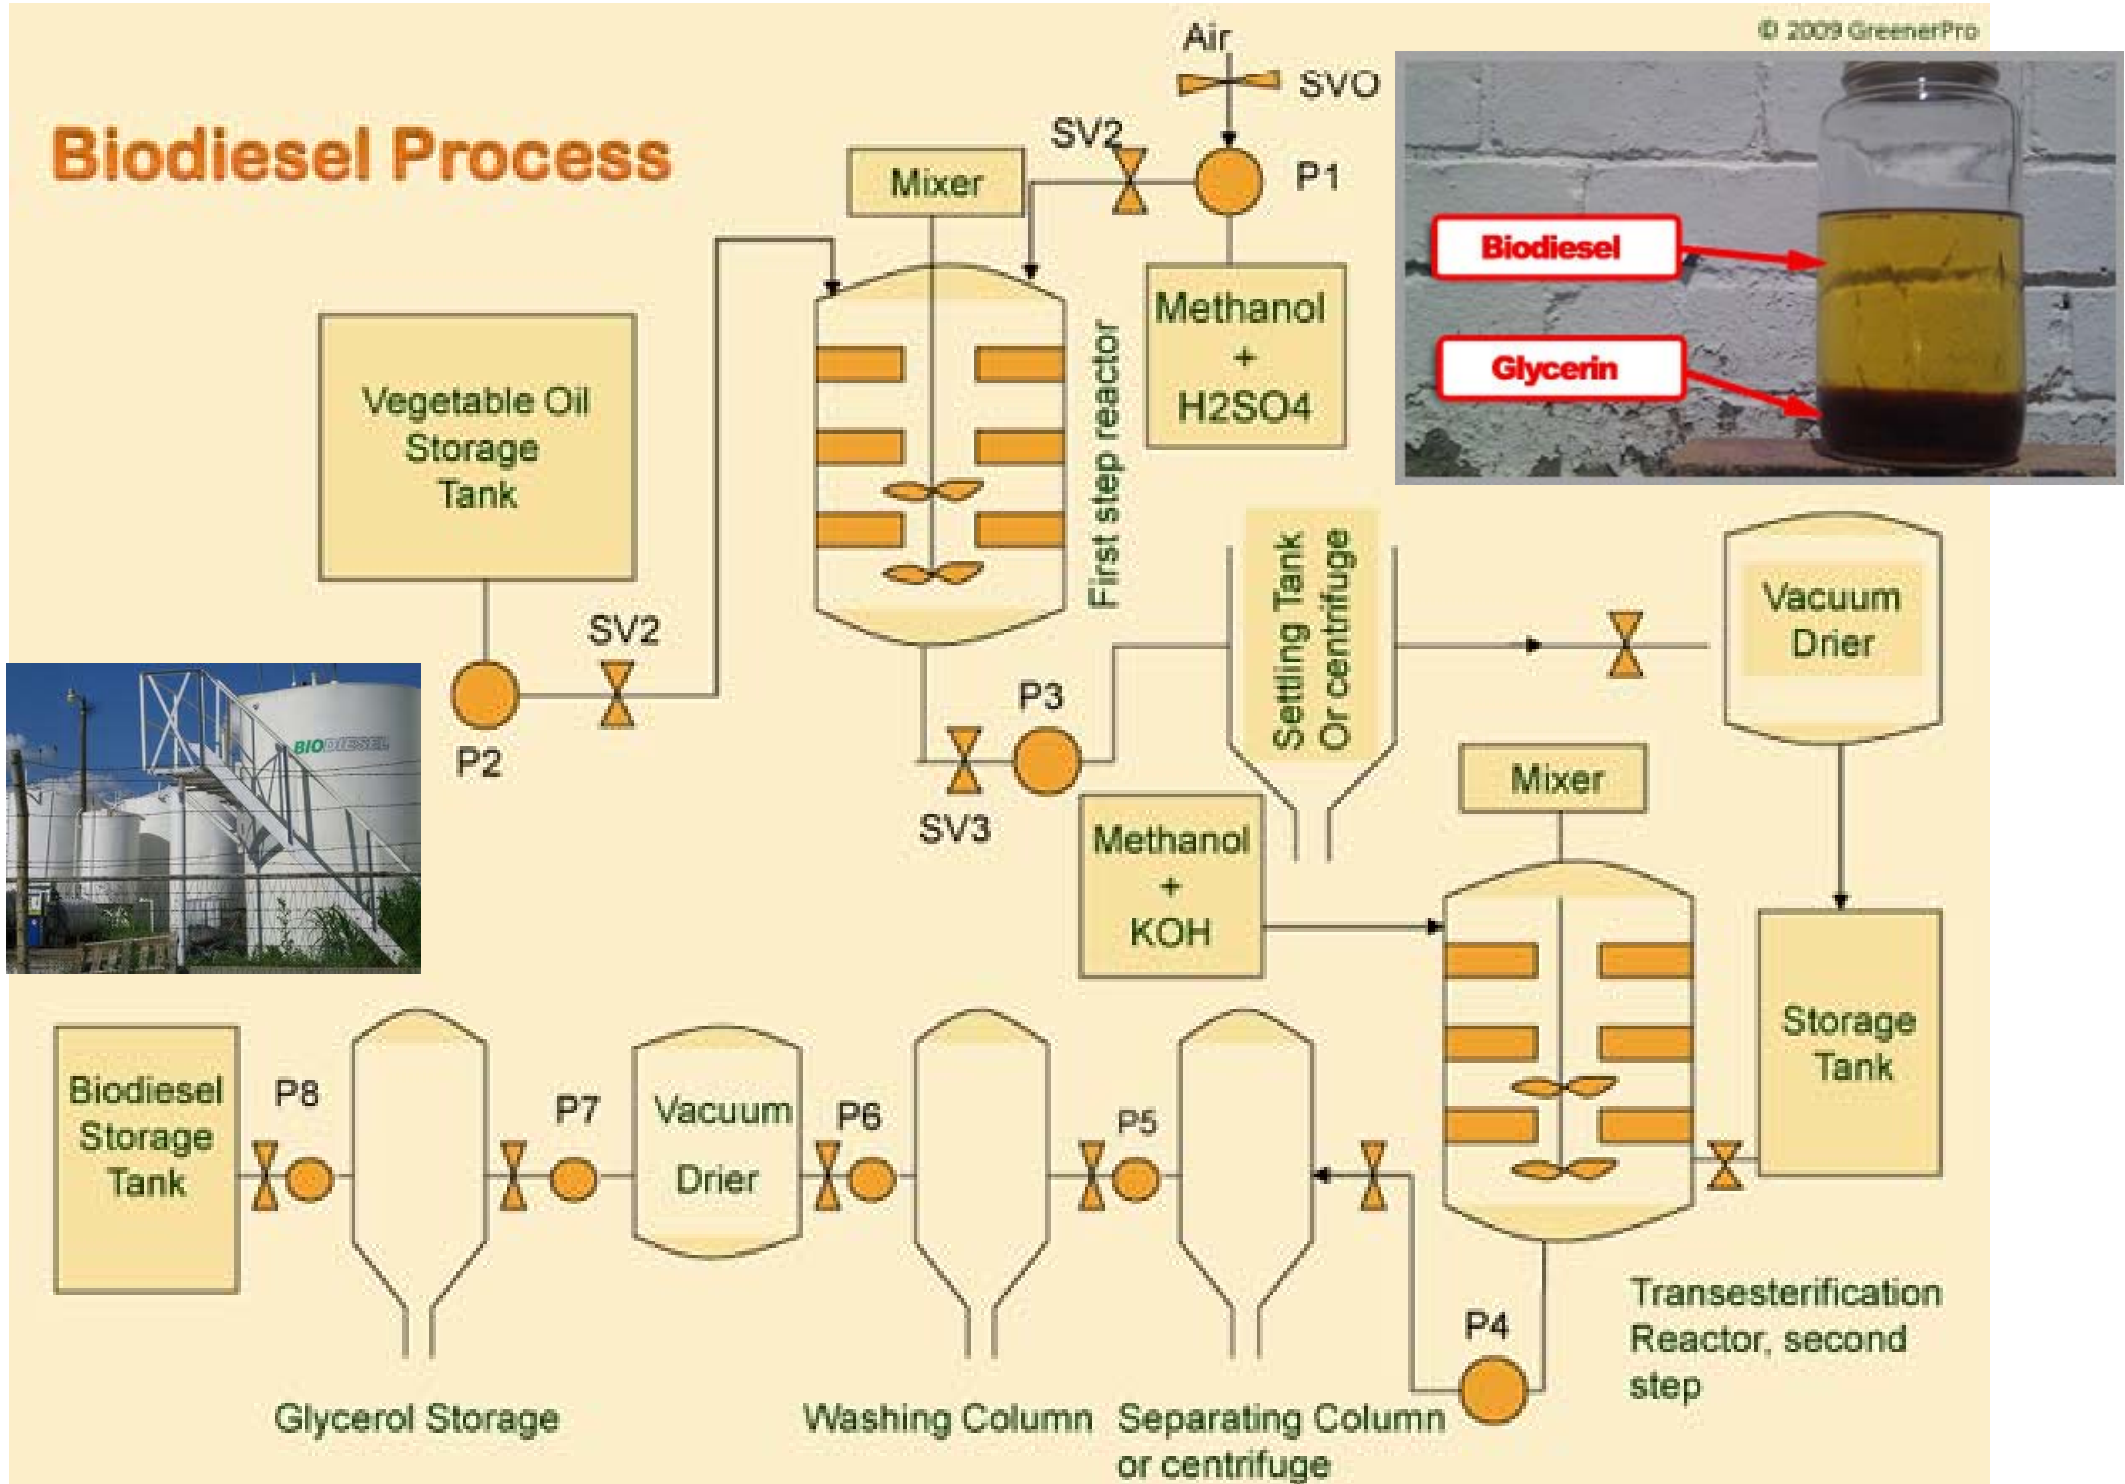 © 2009 GreenerPro
Air
SVO
Biodiesel Process
SV2
Mixer
P1
Biodiesel
Methanol
+
H2SO4
Glycerin
Vegetable Oil
Storage
Tank
First step reactor
Settling Tank
Or centrifuge
Vacuum
Drier
SV2
P3
P2
BIODIESEL
SV3
Mixer
Methanol
+
KOH
Storage
Tank
Biodiesel
Storage
Tank
P8
P7
Vacuum
Drier
P6
P5
Transesterification
Reactor, second
step
P4
Glycerol Storage
Washing Column
Separating Column
or centrifuge